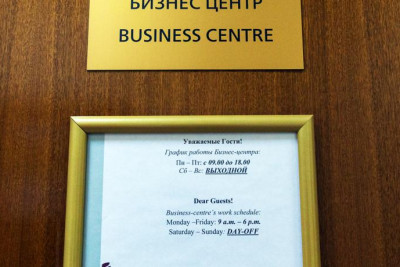 БИЗНЕС ЦЕНТР
BUSINESS CENTRE
Уважаемые Гости!
График работы Бизнес-центра:
Пн – Пт: с 09.00 до 18.00
Сб – Вс: ВЫХОДНОЙ
Dear Guests!
Business-centre's work schedule:
Monday –Friday: 9 a.m. – 6 p.m.
Saturday – Sunday: DAY-OFF